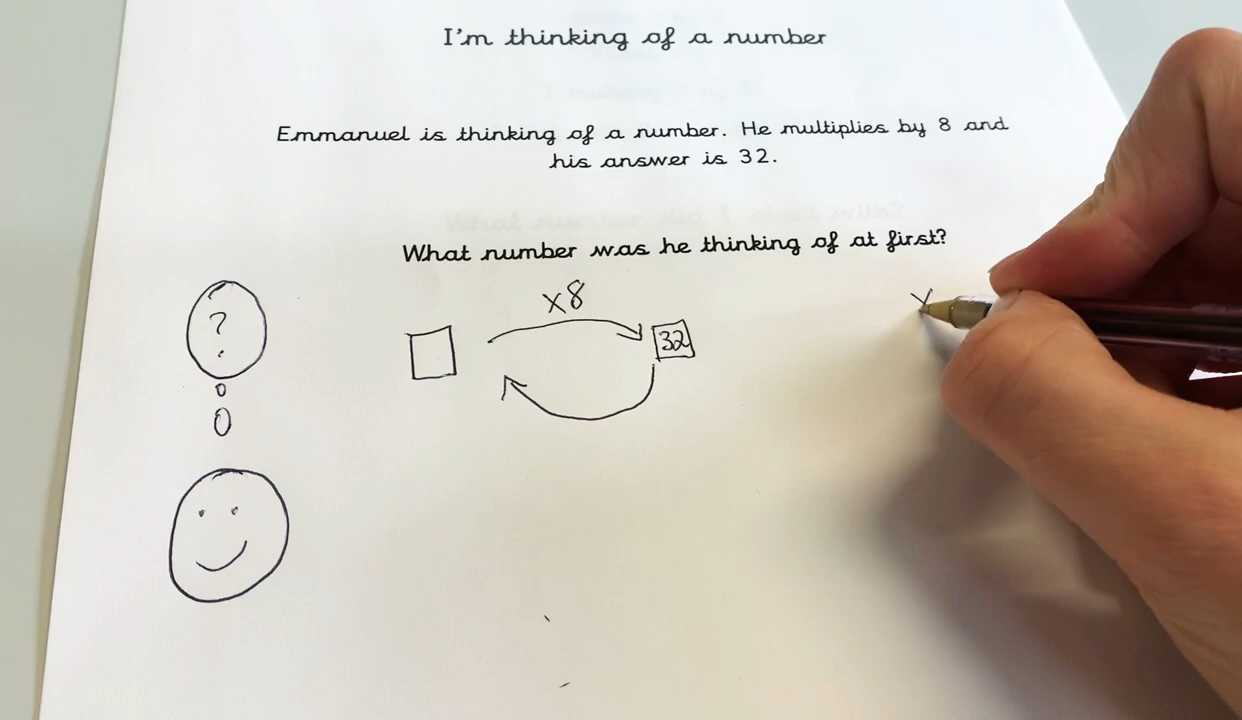 I'm thinking of a number
Emmanuel is thinking of a number. He multiplies by 8 and
his answer is 32.
What number was he thinking of at first?
x8
?
32
x